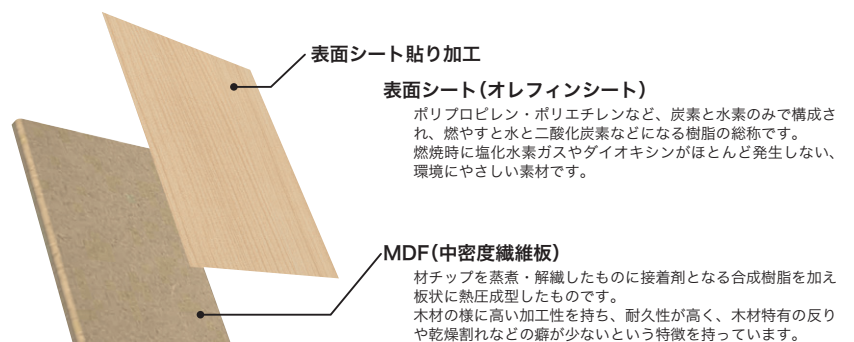 表面シート貼り加工
表面シート（オレフィンシート）
ポリプロピレン・ポリエチレンなど、炭素と水素のみで構成さ
れ、燃やすと水と二酸化炭素などになる樹脂の総称です。
燃焼時に塩化水素ガスやダイオキシンがほとんど発生しない、
環境にやさしい素材です。
MDF（中密度繊維板）
材チップを蒸煮・解繊したものに接着剤となる合成樹脂を加え
板状に熱圧成型したものです。
木材の様に高い加工性を持ち、耐久性が高く、木材特有の反り
や乾燥割れなどの癖が少ないという特徴を持っています。